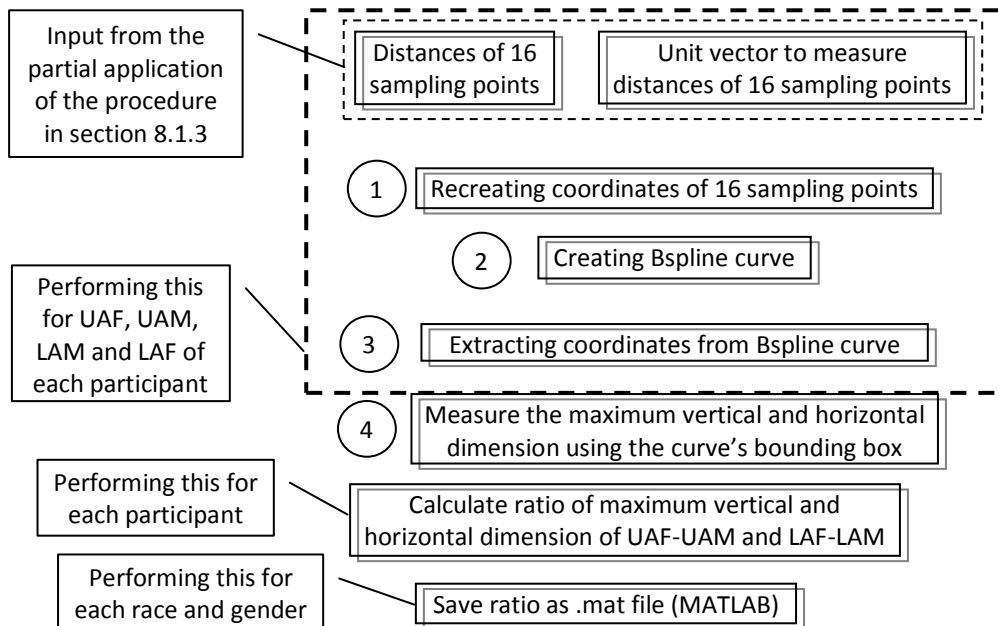 Input from the
partial application
of the procedure
in section 8.1.3
Distances of 16
sampling points
Unit vector to measure
distances of 16 sampling points
1
Recreating coordinates of 16 sampling points
2
Creating Bspline curve
Performing this
for UAF, UAM,
LAM and LAF of
each participant
3
Extracting coordinates from Bspline curve
4
Measure the maximum vertical and horizontal
dimension using the curve's bounding box
Performing this for
each participant
Calculate ratio of maximum vertical and
horizontal dimension of UAF-UAM and LAF-LAM
Performing this for
each race and gender
Save ratio as .mat file (MATLAB)